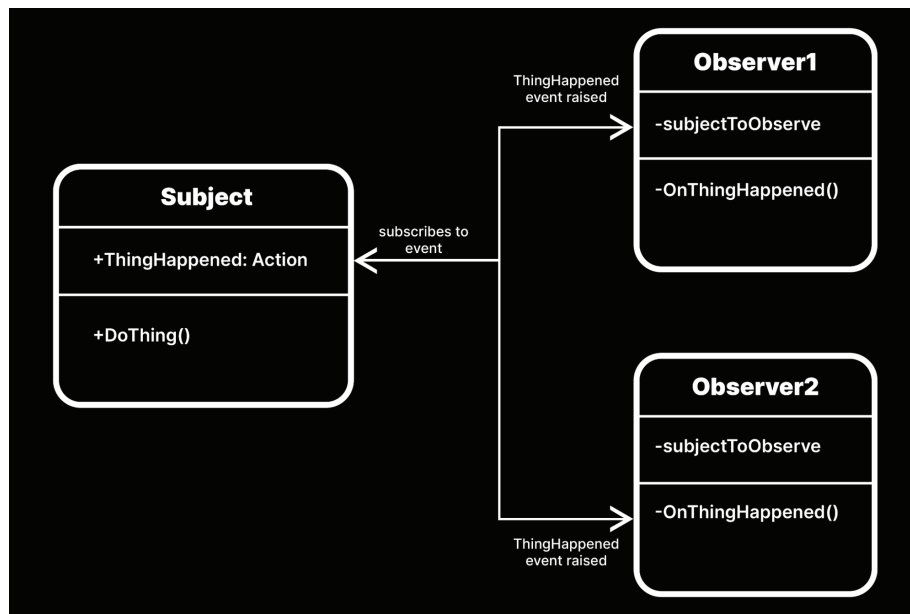 Subject
+ThingHappened: Action
+DoThing()
subscribes to
event
ThingHappened
event raised
Observer1
-subjectToObserve
-OnThingHappened()
Observer2
-subjectToObserve
-OnThingHappened()
ThingHappened
event raised